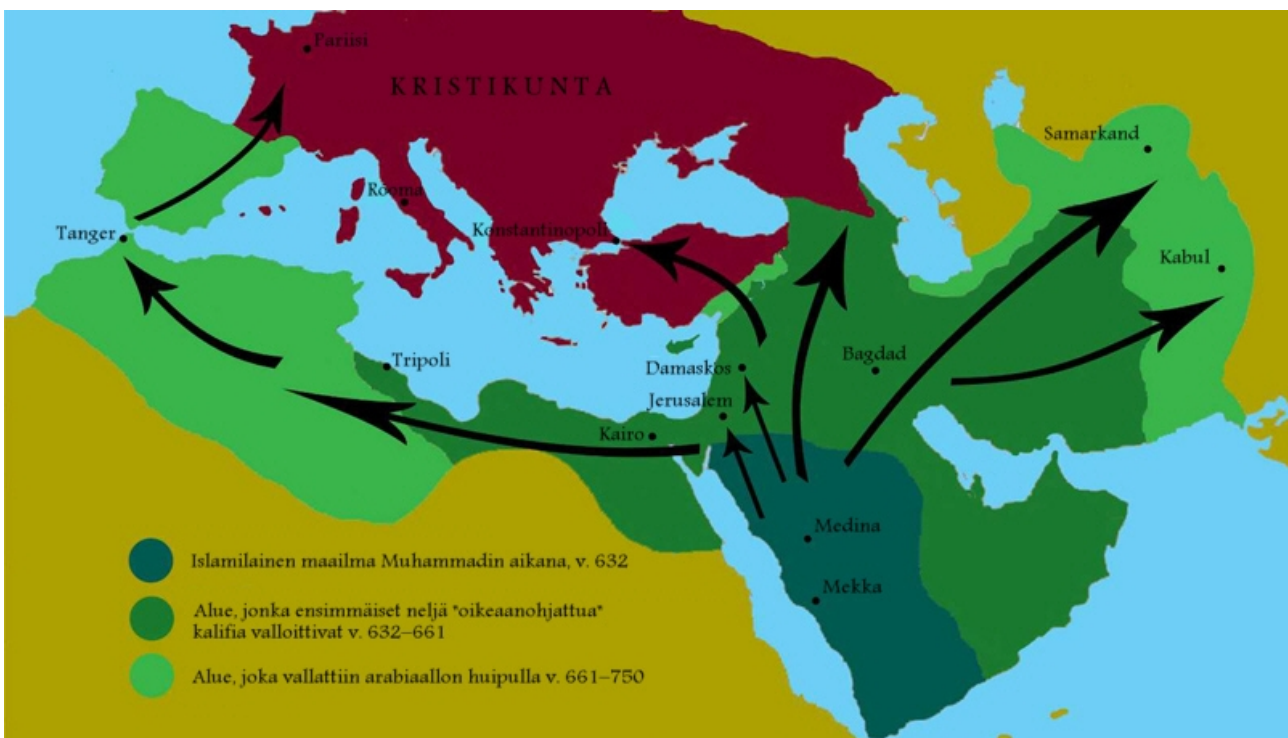 Pariisi
KRISTIKUNTA
Samarkand
Rooma
Tanger
Konstantinopoli
Kabul
Tripoli
Damaskos
Bagdad
Jerusalem
Kairo
Medina
Mekka
Islamilainen maailma Muhammadin aikana, v. 632
Alue, jonka ensimmäiset neljä "oikeaanohjattua"
kalifia valloittivat v. 632–661
Alue, joka vallattiin arabiaallon huipulla v. 661–750